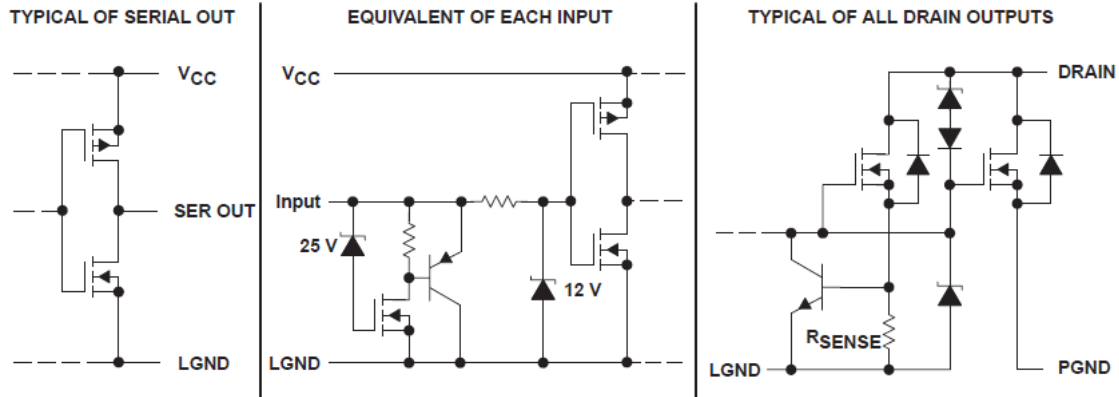 TYPICAL OF SERIAL OUT
VCC
SER OUT
LGND
EQUIVALENT OF EACH INPUT
VCC
Input
25 V
12 V
LGND
TYPICAL OF ALL DRAIN OUTPUTS
DRAIN
RSENSE
LGND
PGND